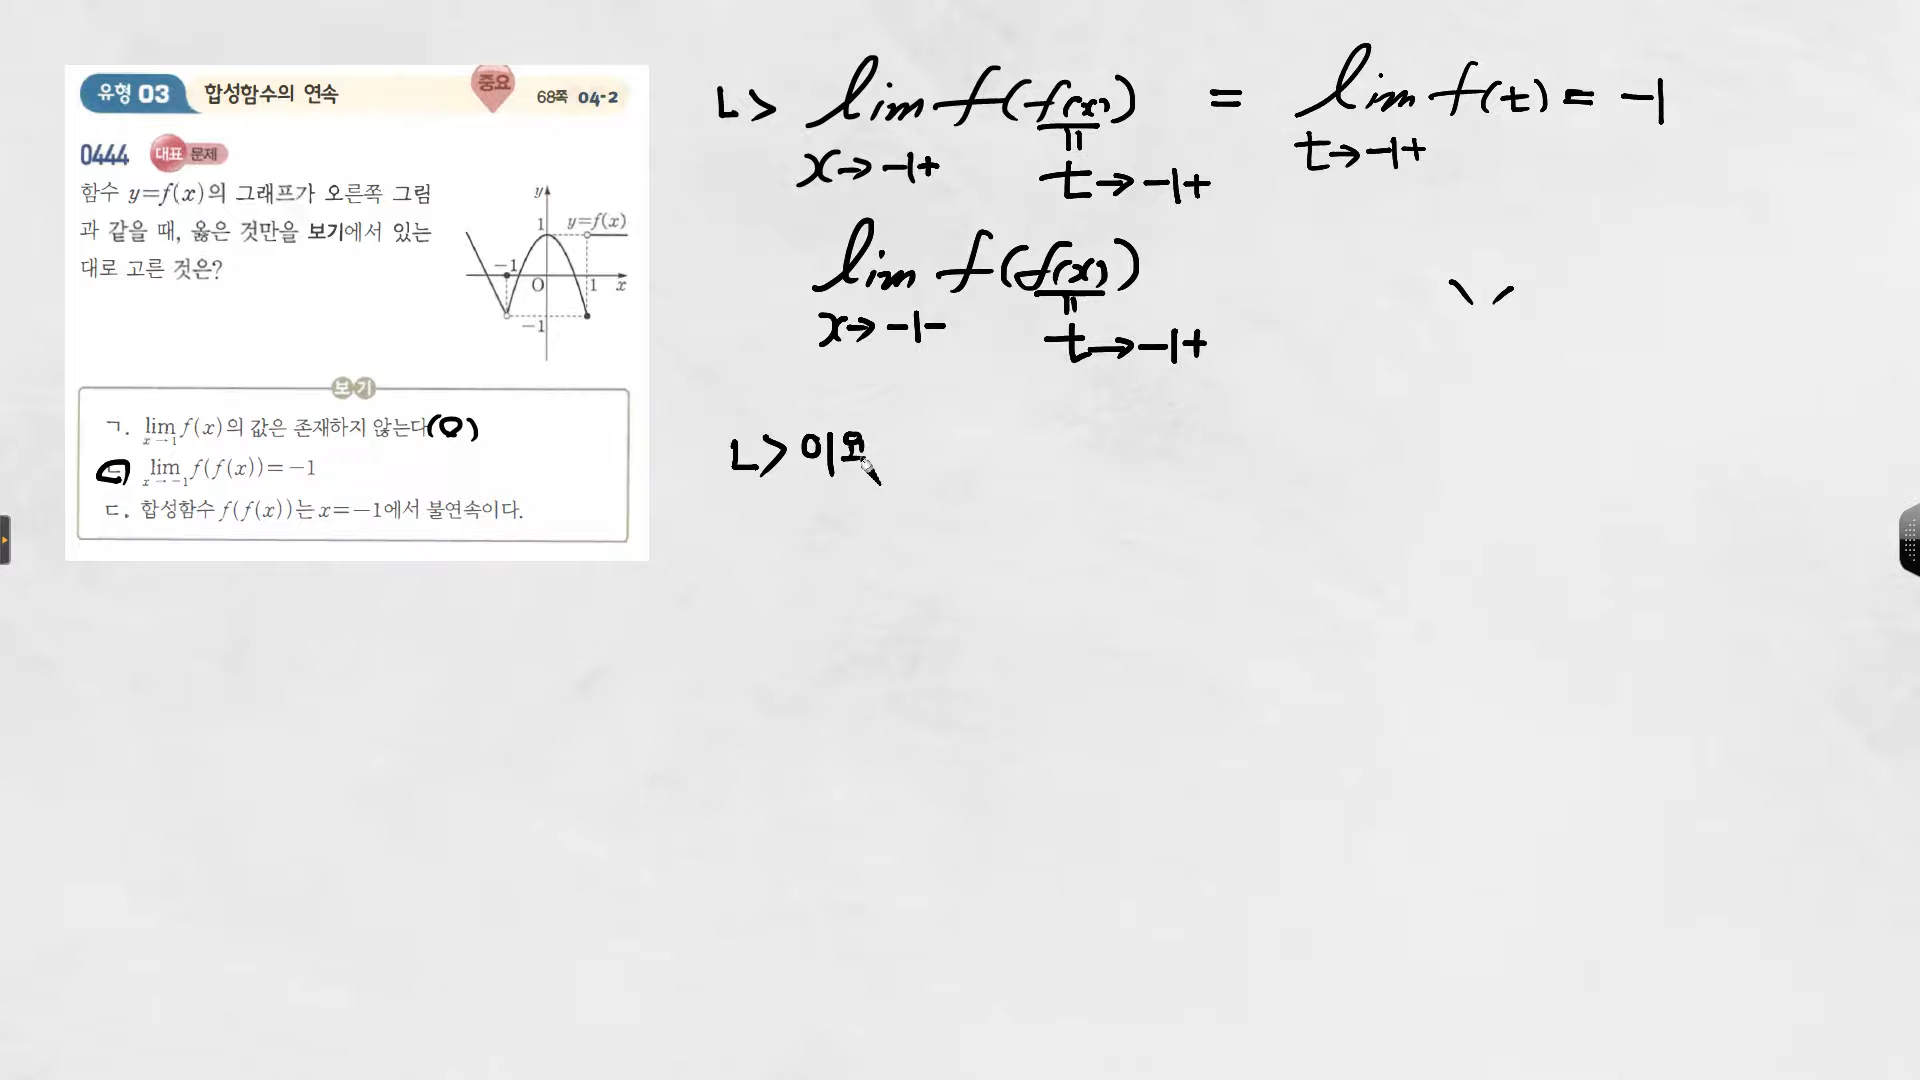 유형 03 합성함수의 연속 중요 68쪽 04-2
0444 대표 문제
함수 y=f(x)의 그래프가 오른쪽 그림
과 같을 때, 옳은 것만을 보기에서 있는
대로 고른 것은?
y
1 y=f(x)
-1
O 1 x
-1
보기
ㄱ. lim x→1 f(x)의 값은 존재하지 않는다 (O)
ㄴ. lim x→-1 f(f(x))=-1
ㄷ. 합성함수 f(f(x))는 x=-1에서 불연속이다.
ㄴ> lim f(f(x)) = lim f(t) = -1
x→-1+ t→-1+ t→-1+
lim f(f(x))
x→-1- t→-1+
ㄴ>